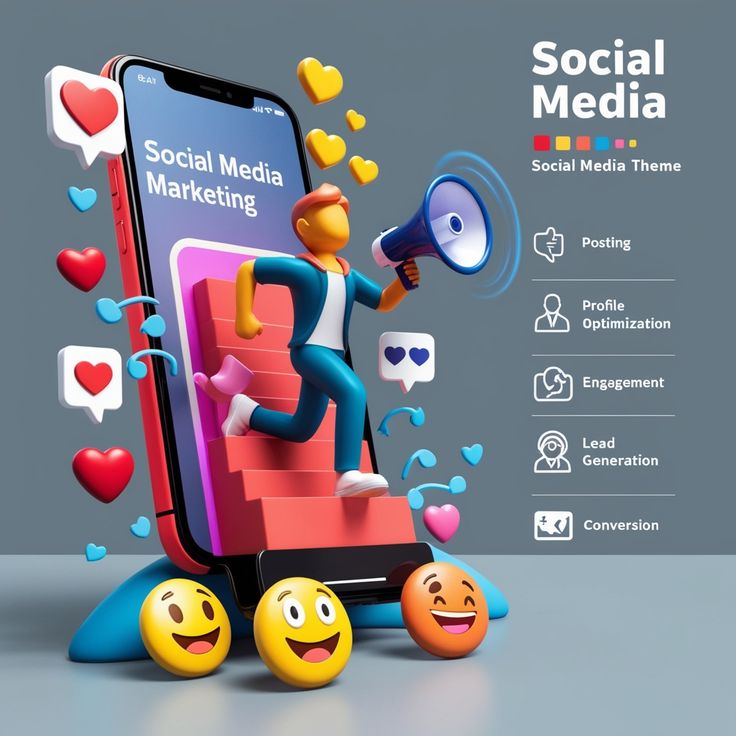 Social Media
Marketing
Social
Media
Social Media Theme
Posting
Profile
Optimization
Engagement
Lead
Generation
Conversion